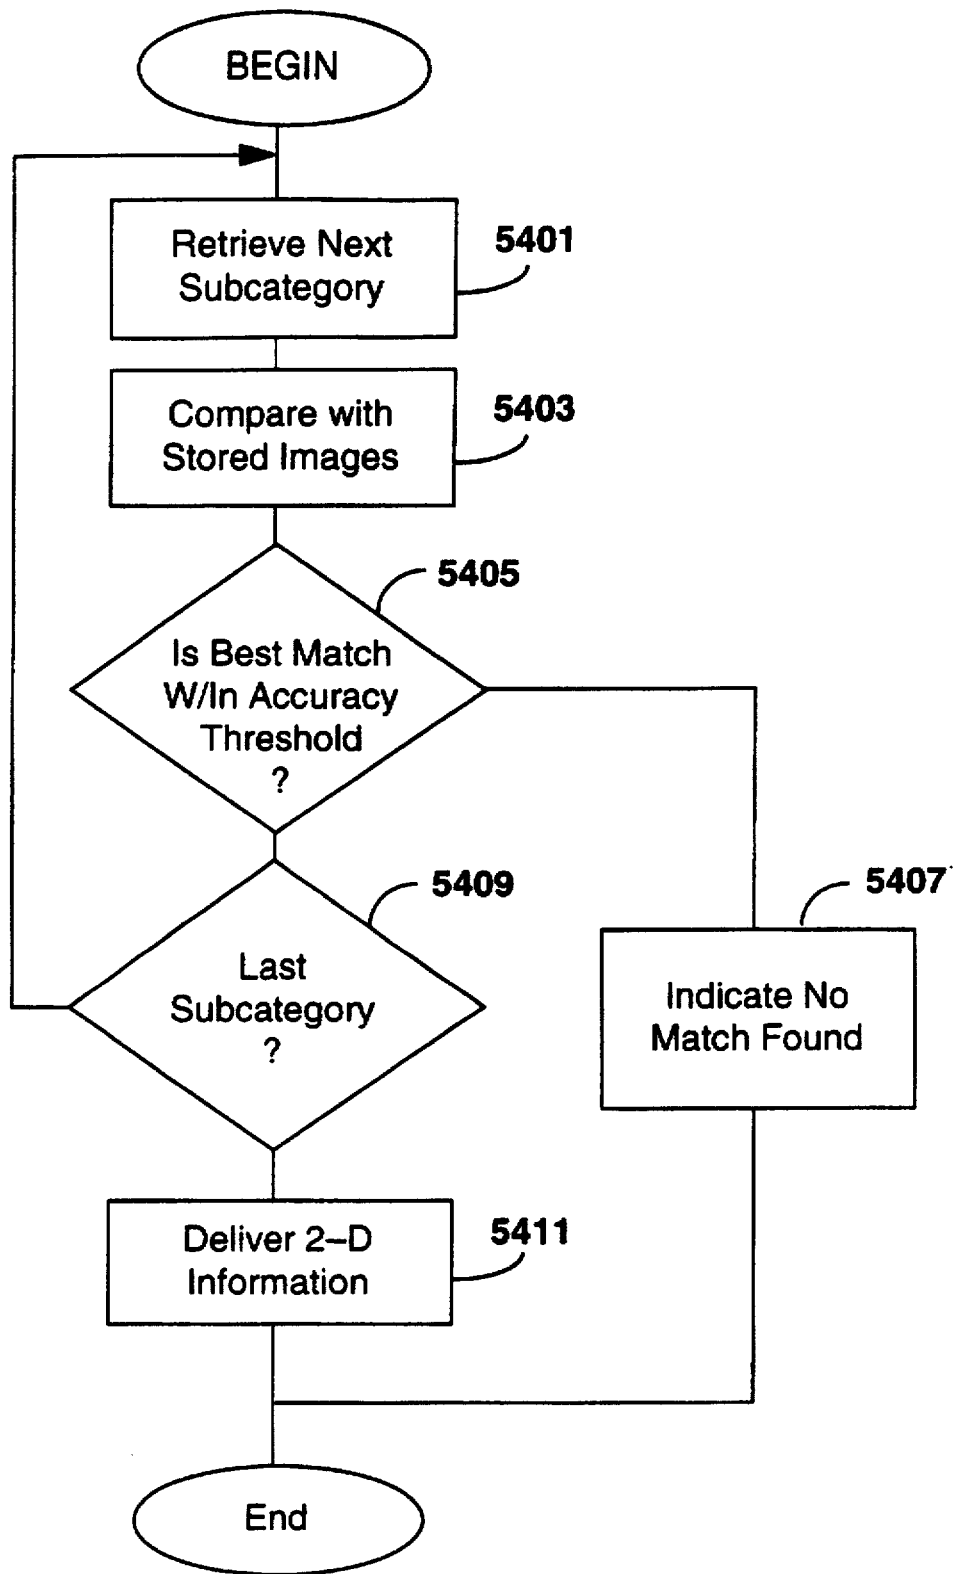 BEGIN
Retrieve Next
Subcategory
5401
Compare with
Stored Images
5403
5405
Is Best Match
W/In Accuracy
Threshold
?
5409
Last
Subcategory
?
5407
Indicate No
Match Found
Deliver 2–D
Information
5411
End